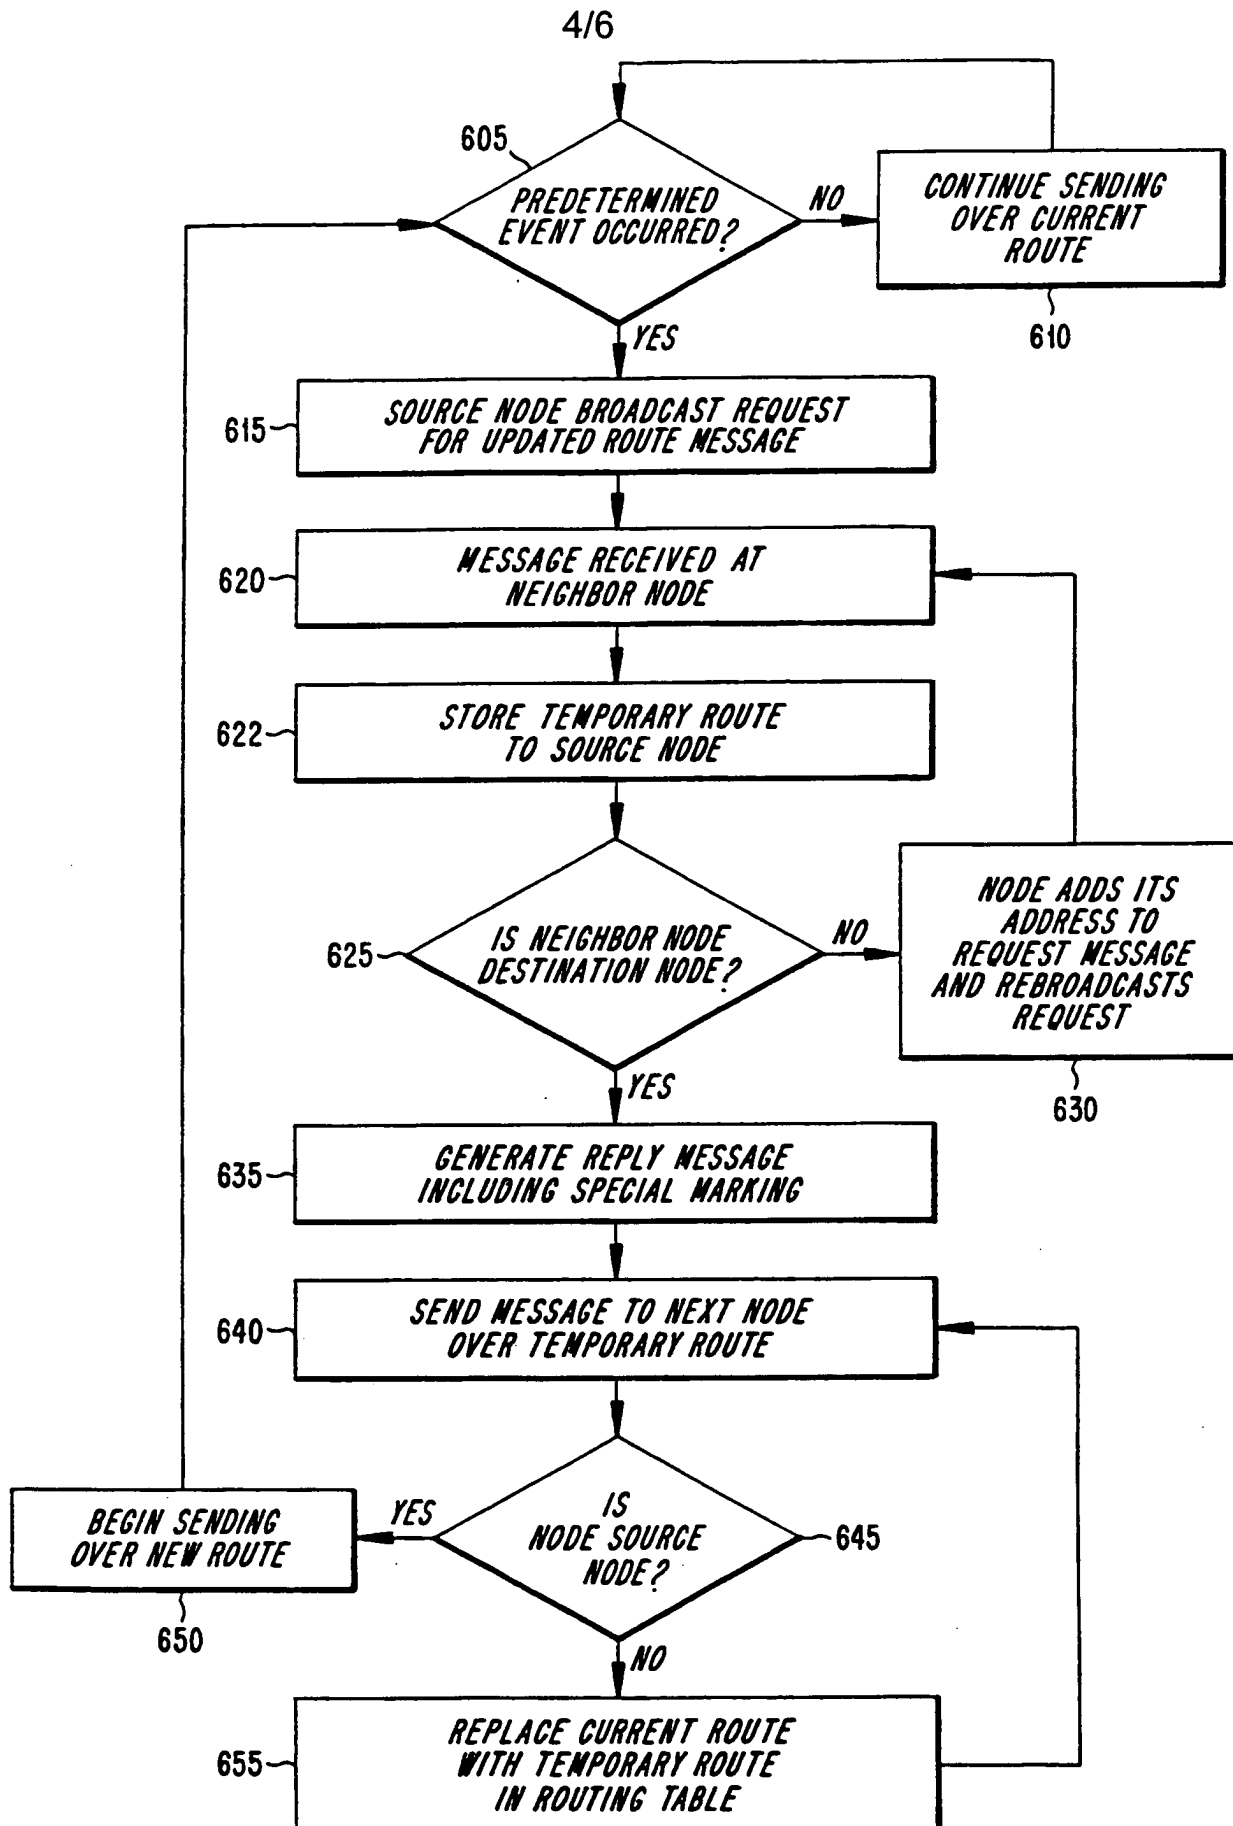 4/6
605
PREDETERMINED
EVENT OCCURRED?
NO
CONTINUE SENDING
OVER CURRENT
ROUTE
610
YES
615
SOURCE NODE BROADCAST REQUEST
FOR UPDATED ROUTE MESSAGE
620
MESSAGE RECEIVED AT
NEIGHBOR NODE
622
STORE TEMPORARY ROUTE
TO SOURCE NODE
625
IS NEIGHBOR NODE
DESTINATION NODE?
NO
NODE ADDS ITS
ADDRESS TO
REQUEST MESSAGE
AND REBROADCASTS
REQUEST
630
YES
635
GENERATE REPLY MESSAGE
INCLUDING SPECIAL MARKING
640
SEND MESSAGE TO NEXT NODE
OVER TEMPORARY ROUTE
IS
NODE SOURCE
NODE?
645
YES
BEGIN SENDING
OVER NEW ROUTE
650
NO
655
REPLACE CURRENT ROUTE
WITH TEMPORARY ROUTE
IN ROUTING TABLE